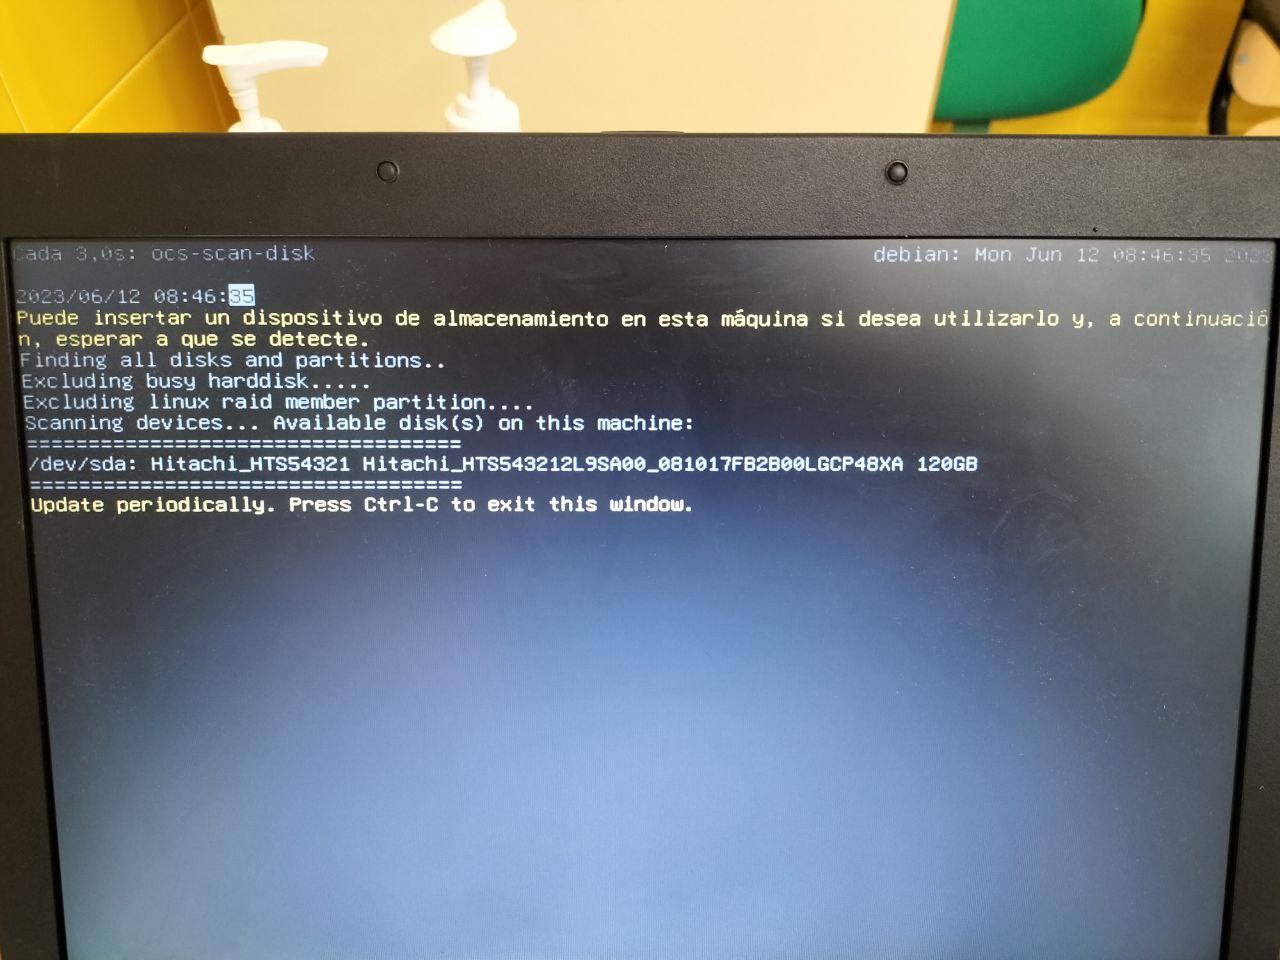 Cada 3,0s: ocs-scan-disk debian: Mon Jun 12 08:46:35 2023
2023/06/12 08:46:35
Puede insertar un dispositivo de almacenamiento en esta máquina si desea utilizarlo y, a continuació
n, esperar a que se detecte.
Finding all disks and partitions..
Excluding busy harddisk.....
Excluding linux raid member partition....
Scanning devices... Available disk(s) on this machine:
===================================
/dev/sda: Hitachi_HTS54321 Hitachi_HTS543212L9SA00_081017FB2B00LGCP48XA 120GB
===================================
Update periodically. Press Ctrl-C to exit this window.